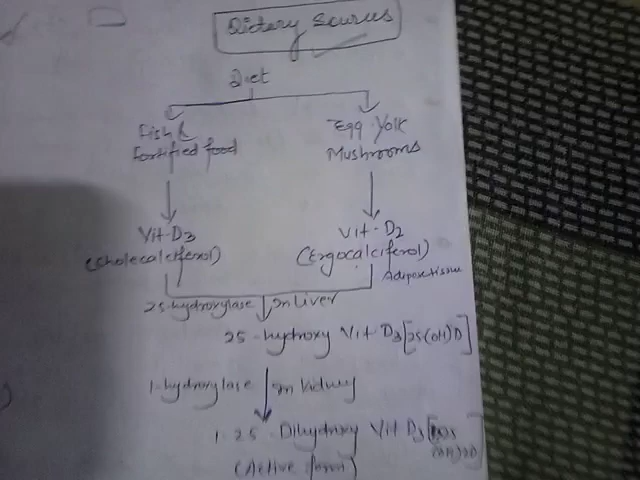 Dietary Scurus
Diet
Fish &
Fortified food
Egg-Yolk
Mushrooms
Vit-D3
(Cholecalciferol)
Vit-D2
(Ergocalciferol)
Adipose tissue
25-hydroxylase In Liver
25-hydroxy Vit D3 [25(OH)D]
1-hydroxylase In kidney
1-25-Dihydroxy Vit D3
(Active form)